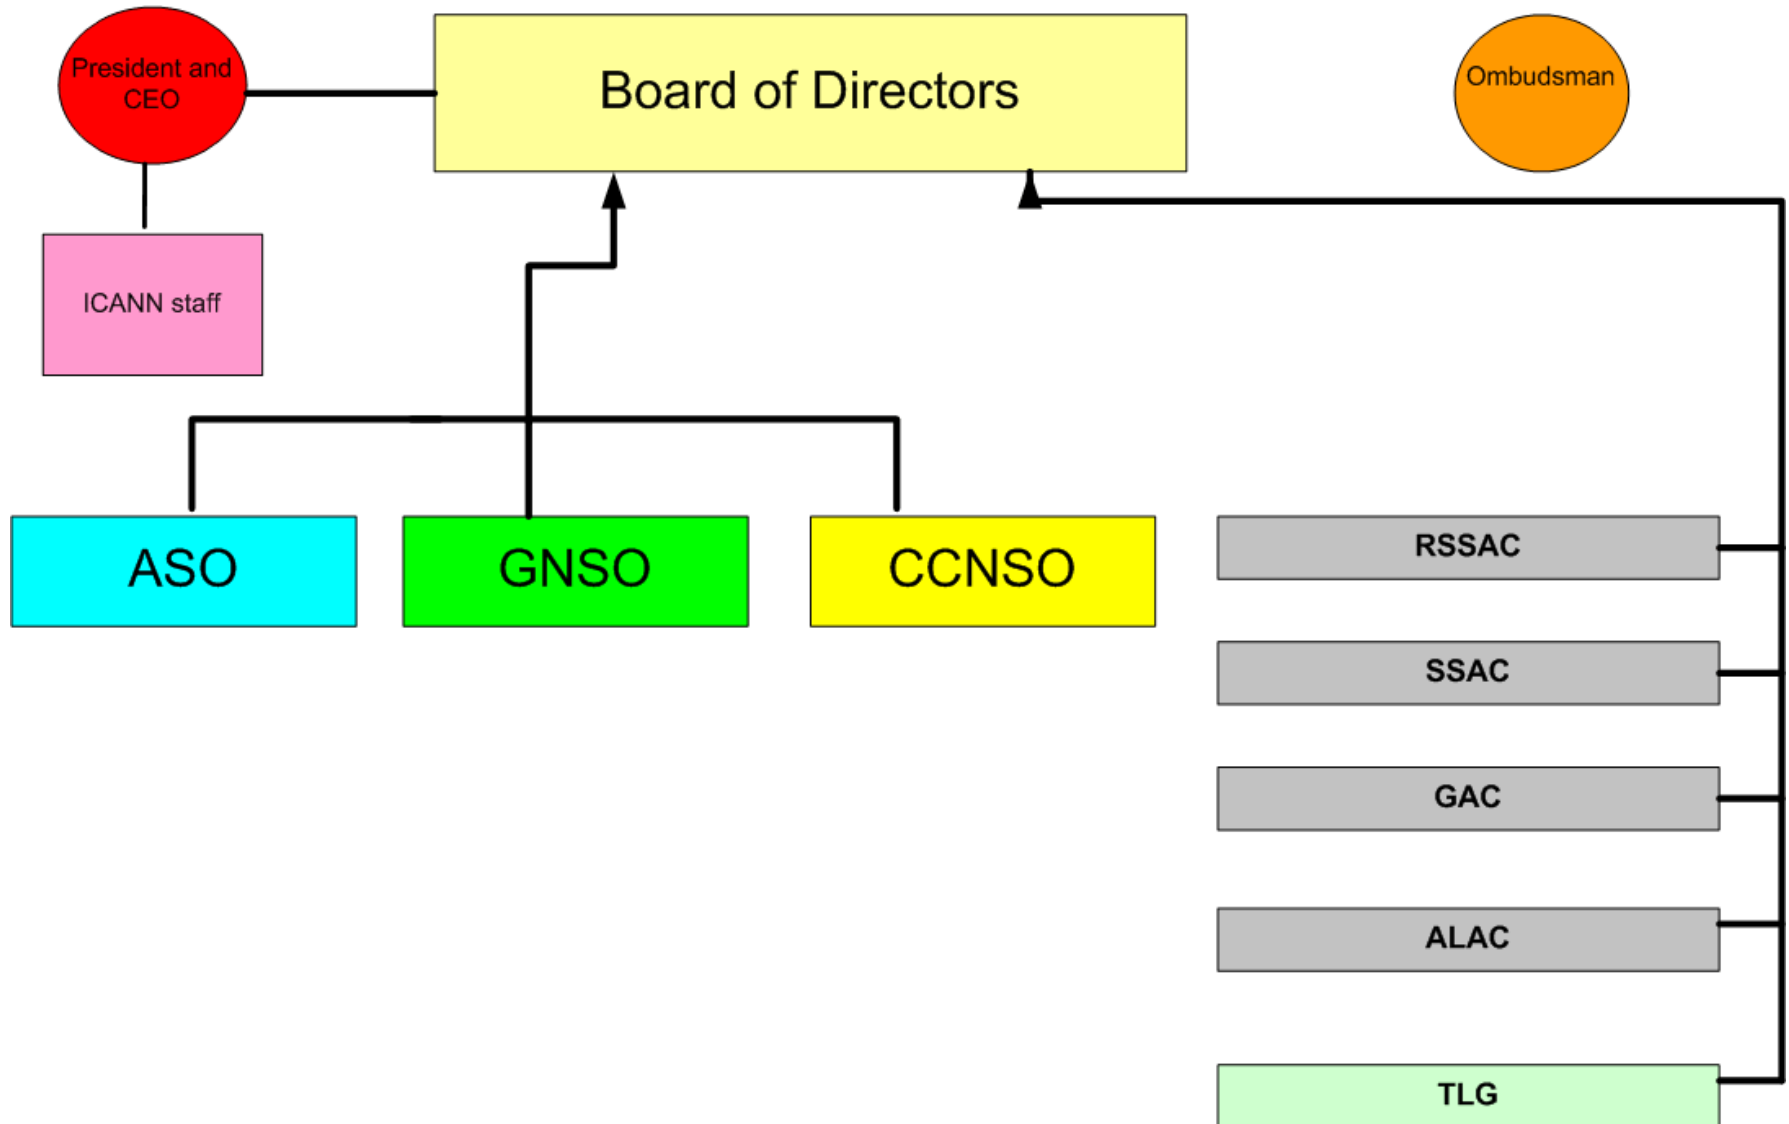 President and
CEO
Board of Directors
Ombudsman
ICANN staff
ASO
GNSO
CCNSO
RSSAC
SSAC
GAC
ALAC
TLG